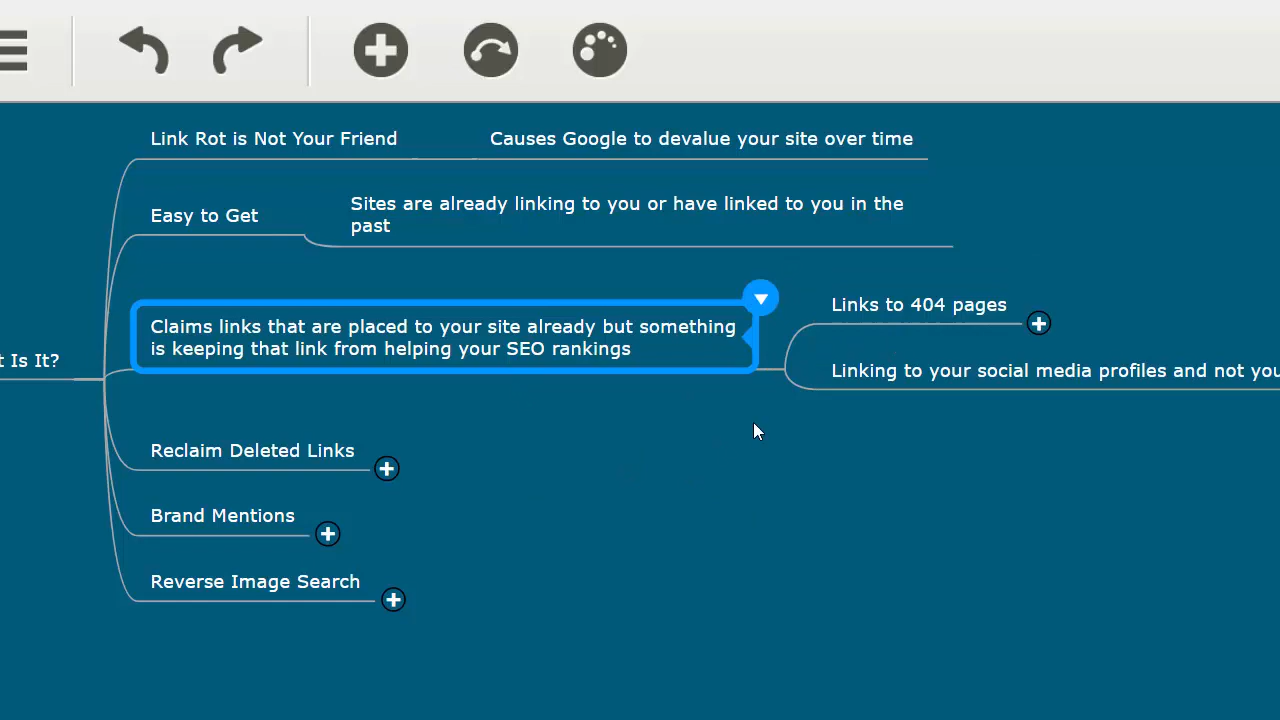 Link Rot is Not Your Friend
Causes Google to devalue your site over time
Easy to Get
Sites are already linking to you or have linked to you in the
past
Claims links that are placed to your site already but something
is keeping that link from helping your SEO rankings
Links to 404 pages
Linking to your social media profiles and not you
t Is It?
Reclaim Deleted Links
Brand Mentions
Reverse Image Search